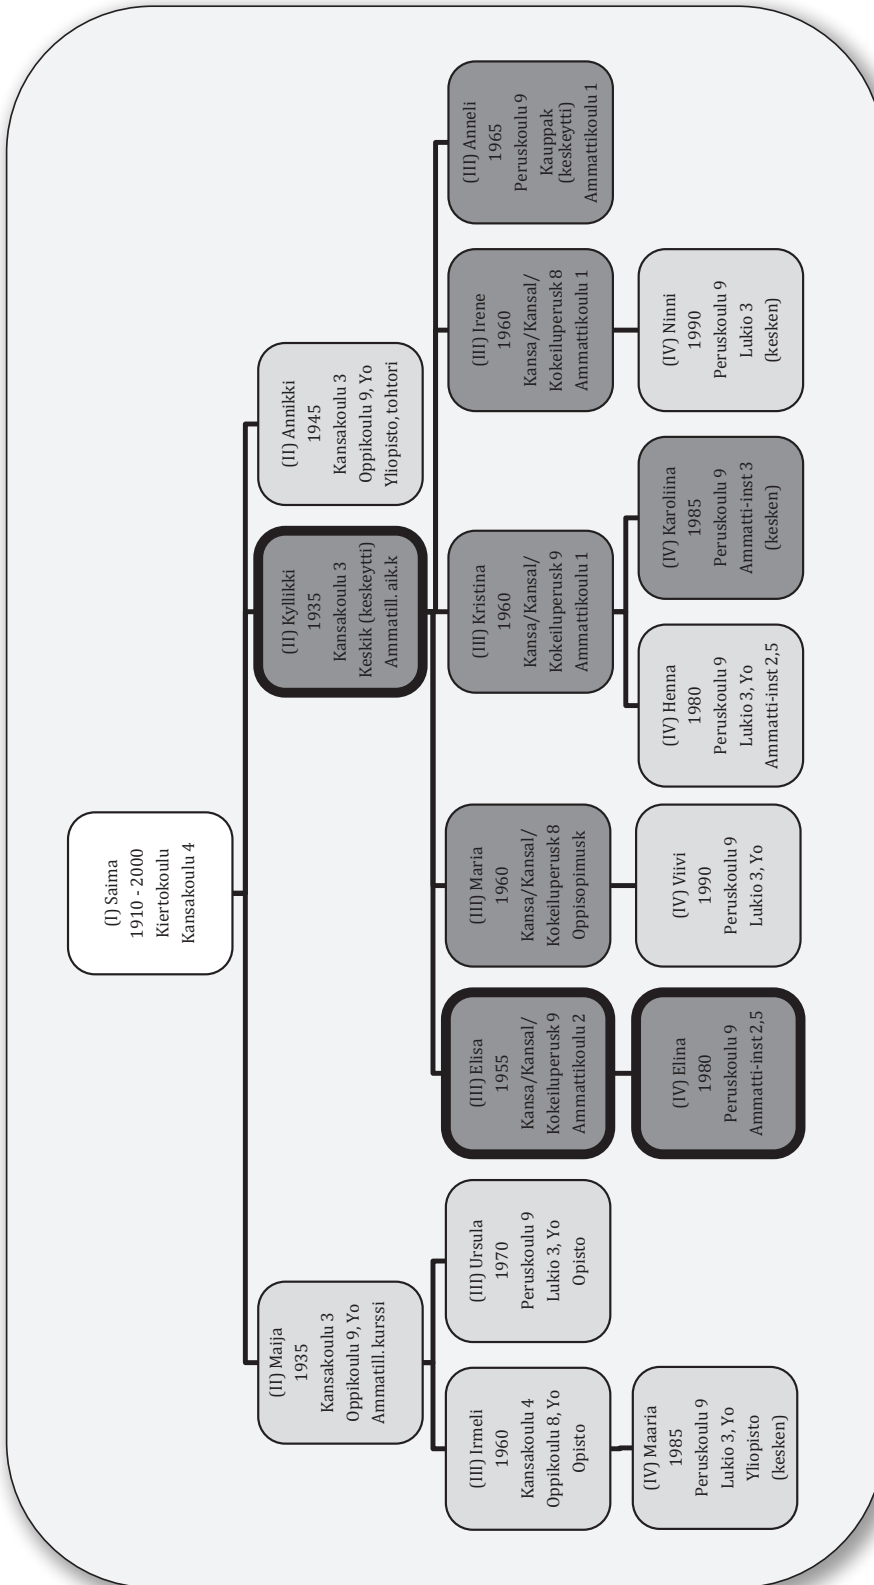 (I) Saima
1910 - 2000
Kiertokoulu
Kansakoulu 4
(II) Maija
1935
Kansakoulu 3
Oppikoulu 9, Yo
Ammatill.kurssi
(II) Kyllikki
1935
Kansakoulu 3
Keskik (keskeytti)
Ammatill. aik.k
(II) Annikki
1945
Kansakoulu 3
Oppikoulu 9, Yo
Yliopisto, tohtori
(III) Irmeli
1960
Kansakoulu 4
Oppikoulu 8, Yo
Opisto
(III) Ursula
1970
Peruskoulu 9
Lukio 3, Yo
Opisto
(III) Elisa
1955
Kansa/Kansal/
Kokeiluperusk 9
Ammattikoulu 2
(III) Maria
1960
Kansa/Kansal/
Kokeiluperusk 8
Oppisopimusk
(III) Kristina
1960
Kansa/Kansal/
Kokeiluperusk 9
Ammattikoulu 1
(III) Irene
1960
Kansa/Kansal/
Kokeiluperusk 8
Ammattikoulu 1
(III) Anneli
1965
Peruskoulu 9
Kauppak
(keskeytti)
Ammattikoulu 1
(IV) Maaria
1985
Peruskoulu 9
Lukio 3, Yo
Yliopisto
(kesken)
(IV) Elina
1980
Peruskoulu 9
Ammatti-inst 2,5
(IV) Viivi
1990
Peruskoulu 9
Lukio 3, Yo
(IV) Henna
1980
Peruskoulu 9
Lukio 3, Yo
Ammatti-inst 2,5
(IV) Karoliina
1985
Peruskoulu 9
Ammatti-inst 3
(kesken)
(IV) Ninni
1990
Peruskoulu 9
Lukio 3
(kesken)